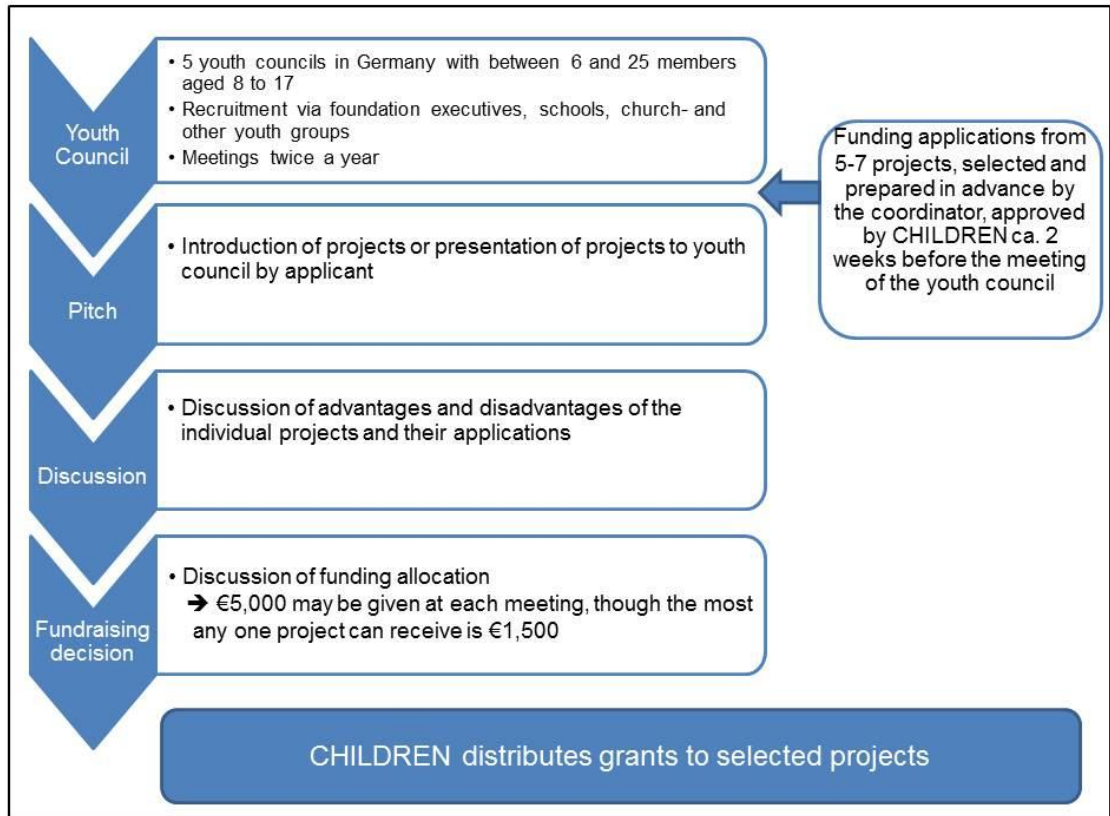 Youth
Council
• 5 youth councils in Germany with between 6 and 25 members
aged 8 to 17
• Recruitment via foundation executives, schools, church- and
other youth groups
• Meetings twice a year
Funding applications from
5-7 projects, selected and
prepared in advance by
the coordinator, approved
by CHILDREN ca. 2
weeks before the meeting
of the youth council
Pitch
• Introduction of projects or presentation of projects to youth
council by applicant
Discussion
• Discussion of advantages and disadvantages of the
individual projects and their applications
Fundraising
decision
• Discussion of funding allocation
➔ €5,000 may be given at each meeting, though the most
any one project can receive is €1,500
CHILDREN distributes grants to selected projects